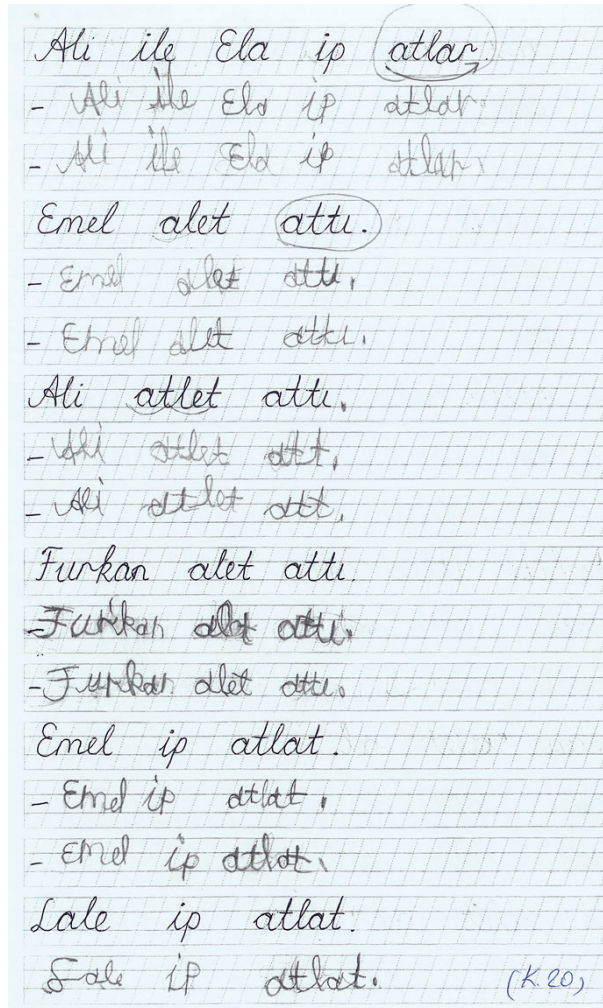 Ali ile Ela ip atlar.
- Ali ile Ela ip atlar.
- Ali ile Ela ip atlar.
Emel alet attı.
- Emel alet attı.
- Emel alet attı.
Ali atlet attı.
- Ali atlet att.
- Ali atlet att.
Furkan alet attı.
- Furkan alet attı.
- Furkan alet attı.
Emel ip atlat.
- Emel ip atlat.
- Emel ip atlat.
Lale ip atlat.
Lale ip atlat. (K.20)